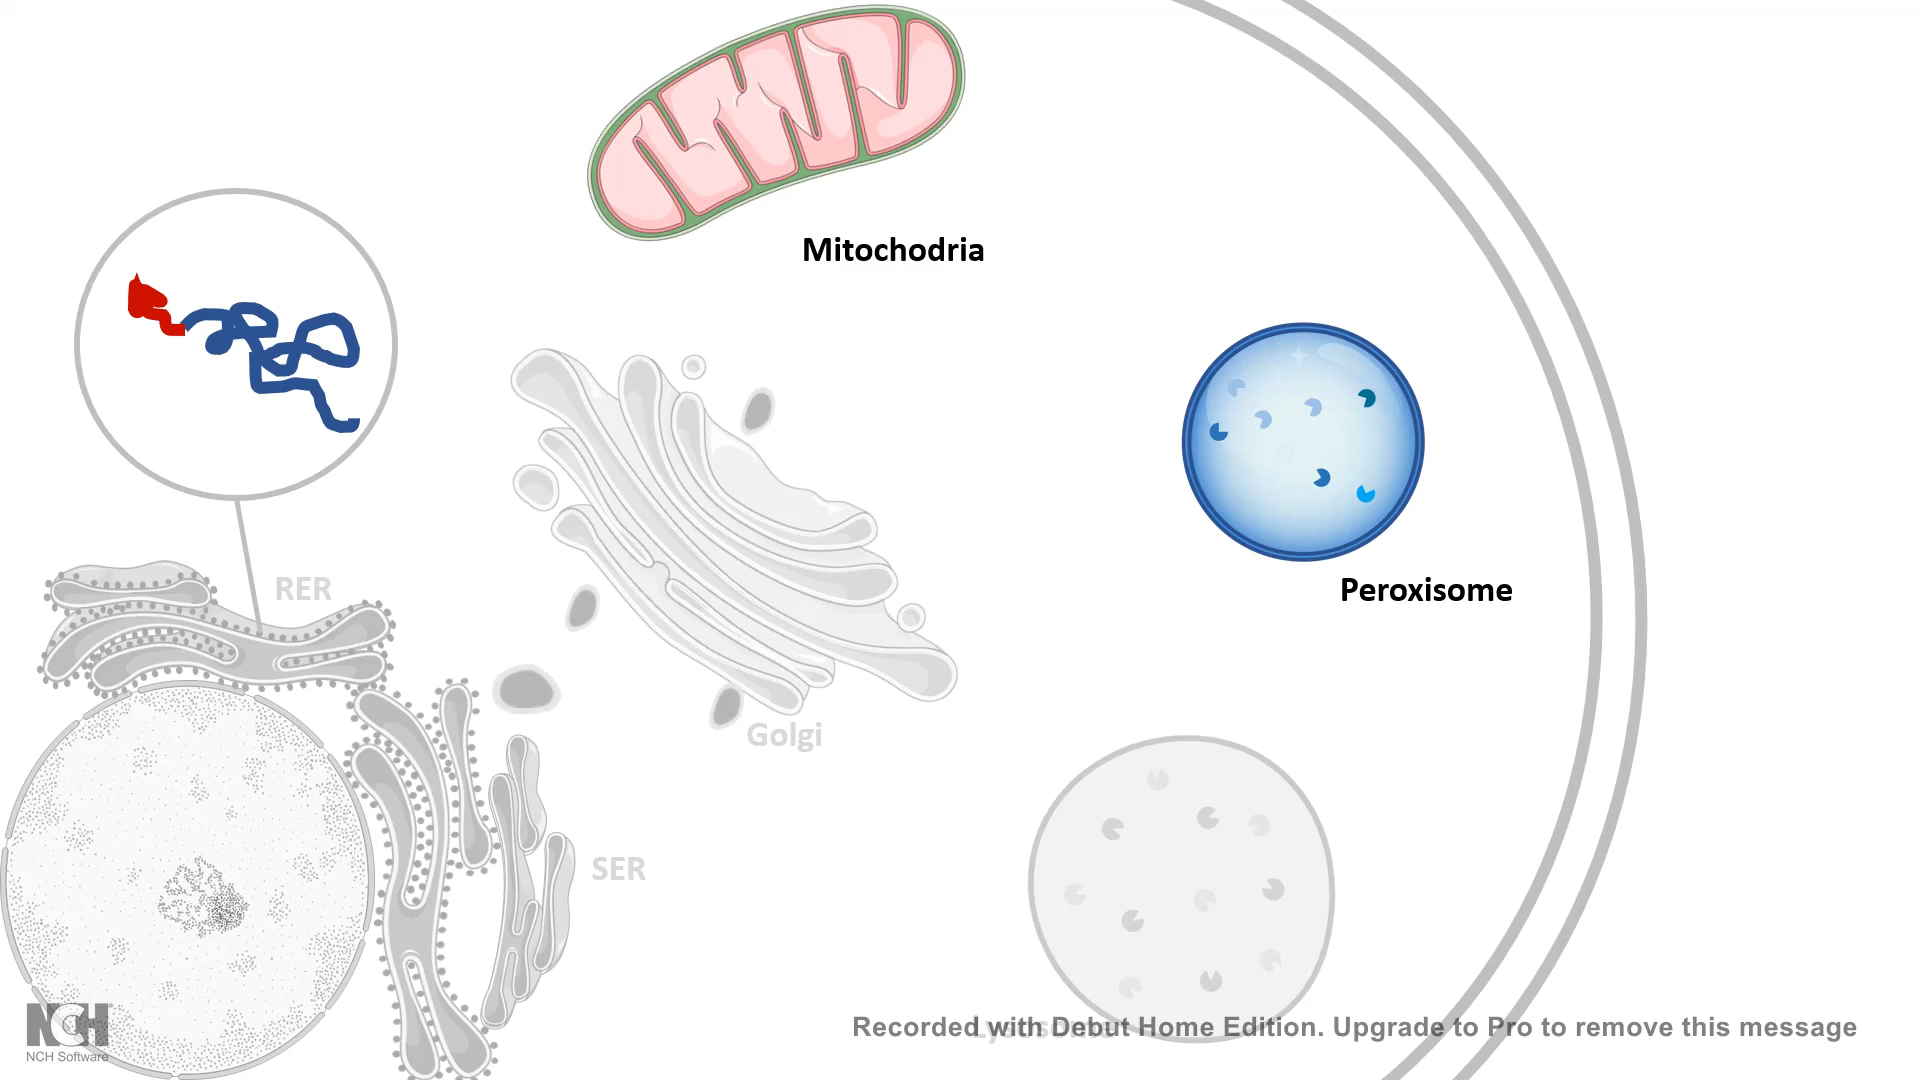 Mitochodria
RER
Peroxisome
Golgi
SER
Lysosome
NCH
NCH Software
Recorded with Debut Home Edition. Upgrade to Pro to remove this message